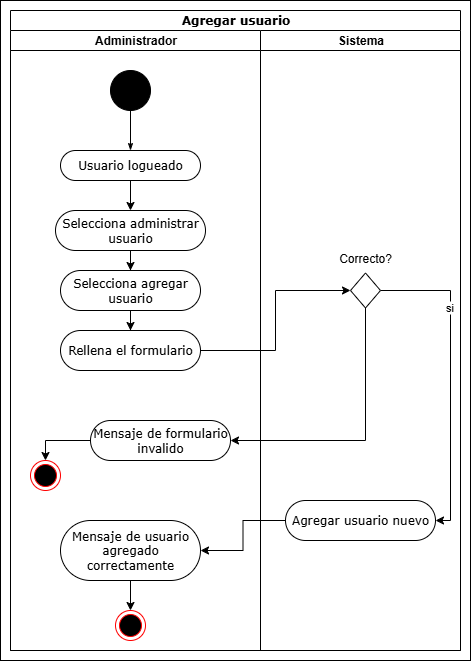 Agregar usuario
Administrador
Sistema
Usuario logueado
Selecciona administrar
usuario
Selecciona agregar
usuario
Correcto?
si
Rellena el formulario
Mensaje de formulario
invalido
Agregar usuario nuevo
Mensaje de usuario
agregado
correctamente